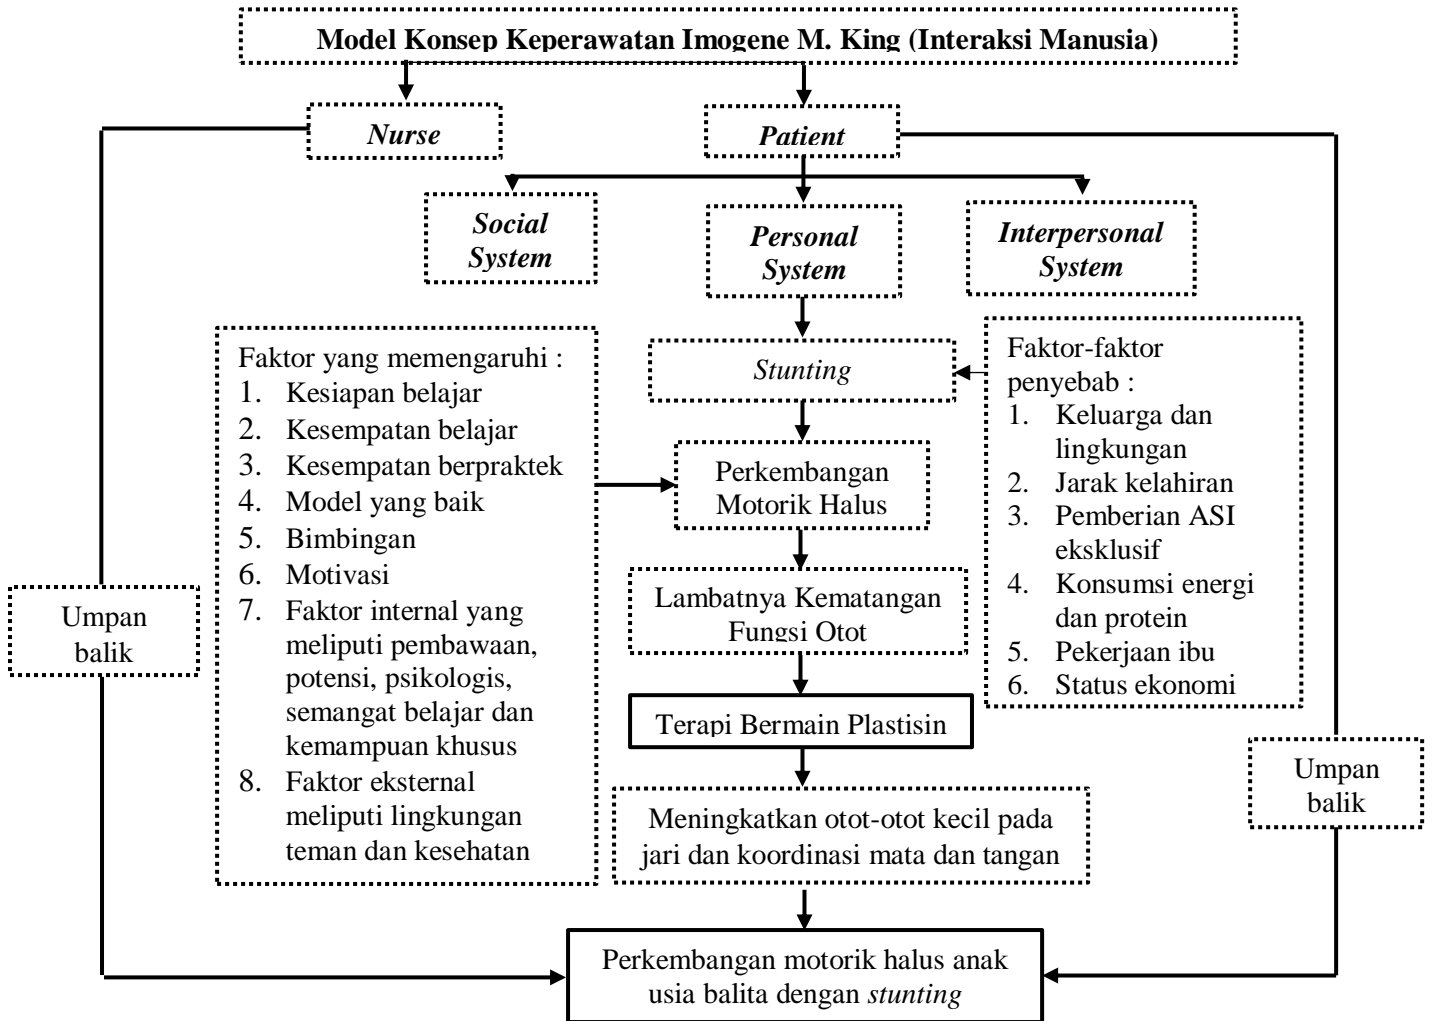 Model Konsep Keperawatan Imogene M. King (Interaksi Manusia)
Nurse
Patient
Social
System
Personal
System
Interpersonal
System
Faktor yang memengaruhi :
1. Kesiapan belajar
2. Kesempatan belajar
3. Kesempatan berpraktek
4. Model yang baik
5. Bimbingan
6. Motivasi
7. Faktor internal yang
meliputi pembawaan,
potensi, psikologis,
semangat belajar dan
kemampuan khusus
8. Faktor eksternal
meliputi lingkungan
teman dan kesehatan
Stunting
Faktor-faktor
penyebab :
1. Keluarga dan
lingkungan
2. Jarak kelahiran
3. Pemberian ASI
eksklusif
4. Konsumsi energi
dan protein
5. Pekerjaan ibu
6. Status ekonomi
Perkembangan
Motorik Halus
Lambatnya Kematangan
Fungsi Otot
Umpan
balik
Terapi Bermain Plastisin
Umpan
balik
Meningkatkan otot-otot kecil pada
jari dan koordinasi mata dan tangan
Perkembangan motorik halus anak
usia balita dengan stunting